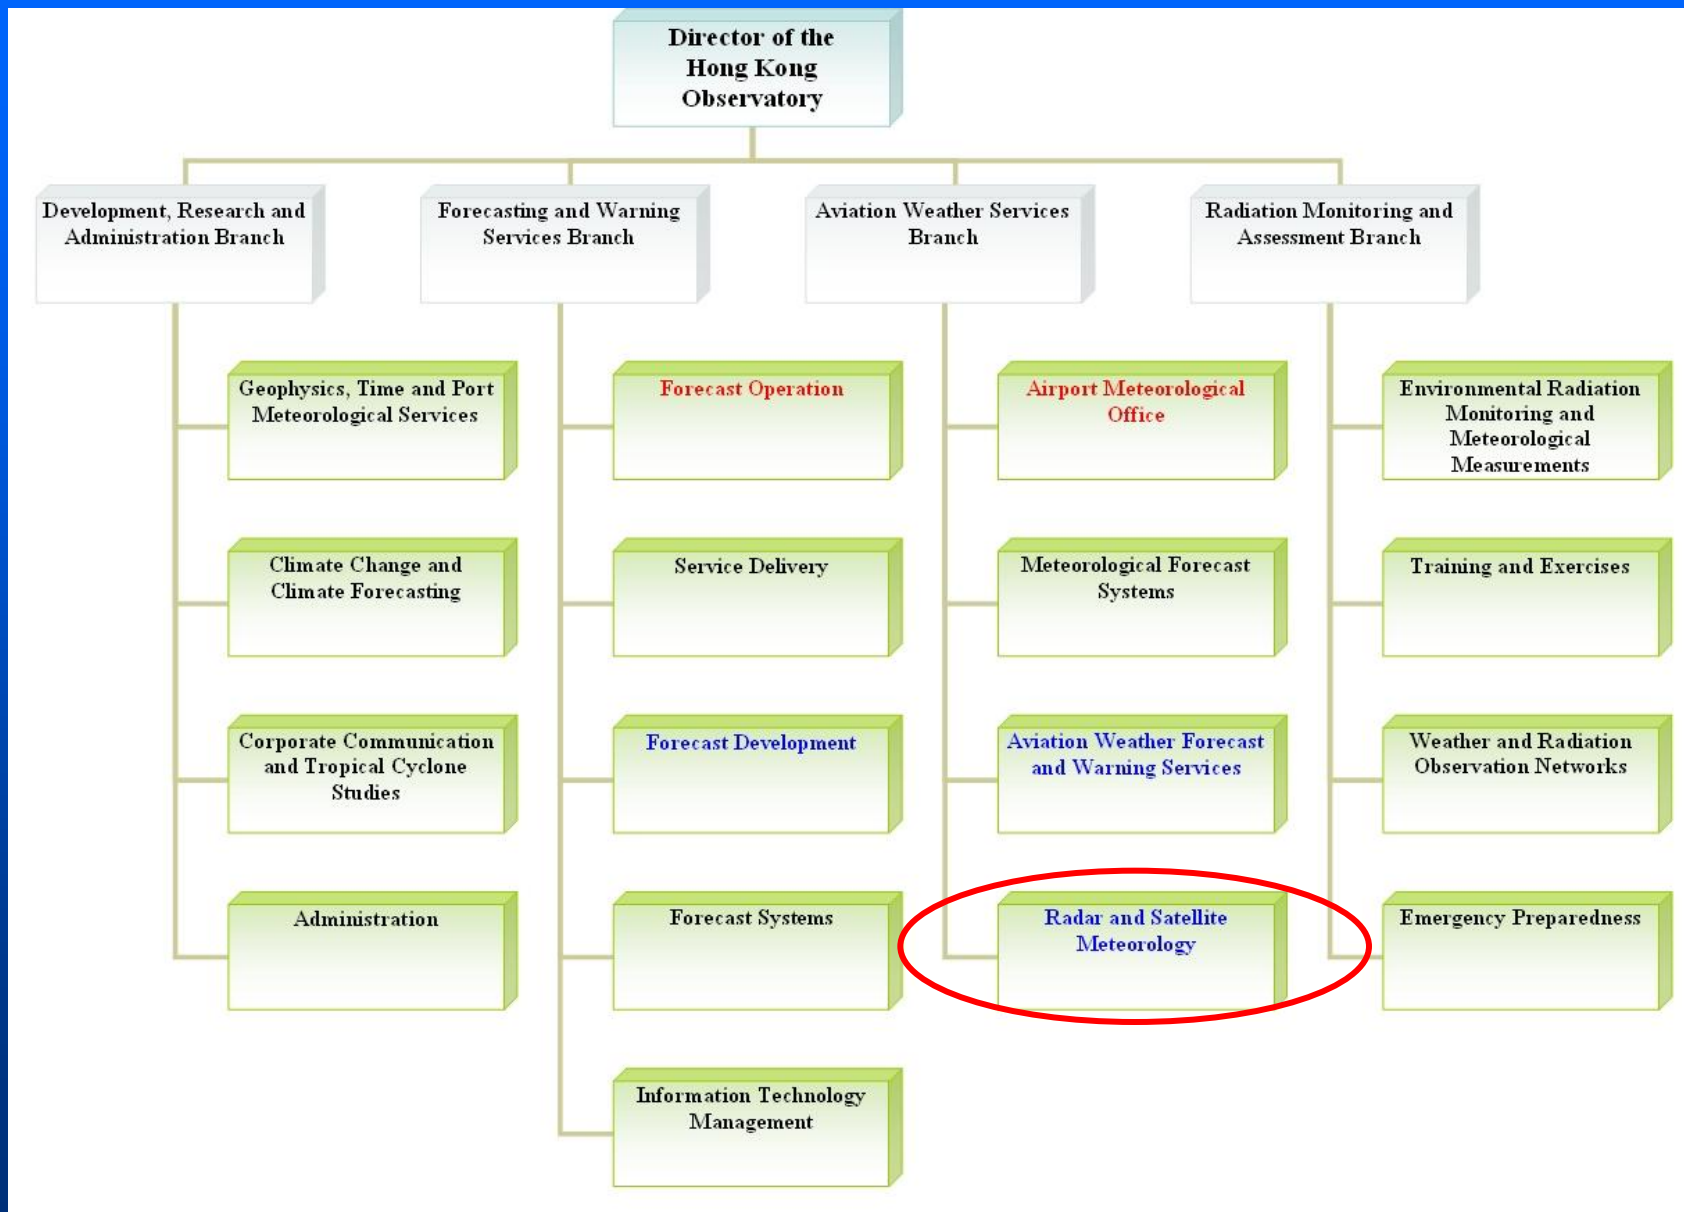 Director of the
Hong Kong
Observatory
Development, Research and
Administration Branch
Forecasting and Warning
Services Branch
Aviation Weather Services
Branch
Radiation Monitoring and
Assessment Branch
Geophysics, Time and Port
Meteorological Services
Forecast Operation
Airport Meteorological
Office
Environmental Radiation
Monitoring and
Meteorological
Measurements
Climate Change and
Climate Forecasting
Service Delivery
Meteorological Forecast
Systems
Training and Exercises
Corporate Communication
and Tropical Cyclone
Studies
Forecast Development
Aviation Weather Forecast
and Warning Services
Weather and Radiation
Observation Networks
Administration
Forecast Systems
Radar and Satellite
Meteorology
Emergency Preparedness
Information Technology
Management